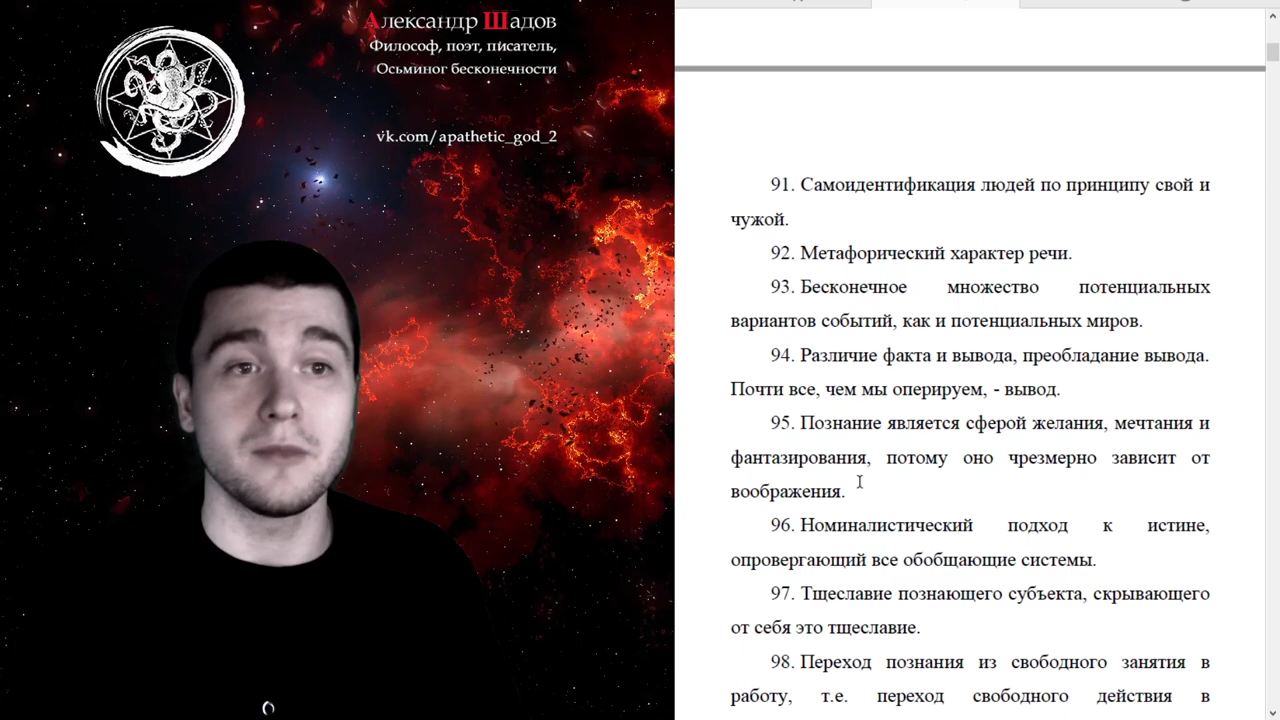 Александр Шадов
Философ, поэт, писатель,
Осьминог бесконечности
vk.com/apathetic_god_2
91. Самоидентификация людей по принципу свой и
чужой.
92. Метафорический характер речи.
93. Бесконечное множество потенциальных
вариантов событий, как и потенциальных миров.
94. Различие факта и вывода, преобладание вывода.
Почти все, чем мы оперируем, - вывод.
95. Познание является сферой желания, мечтания и
фантазирования, потому оно чрезмерно зависит от
воображения.
96. Номиналистический подход к истине,
опровергающий все обобщающие системы.
97. Тщеславие познающего субъекта, скрывающего
от себя это тщеславие.
98. Переход познания из свободного занятия в
работу, т.е. переход свободного действия в